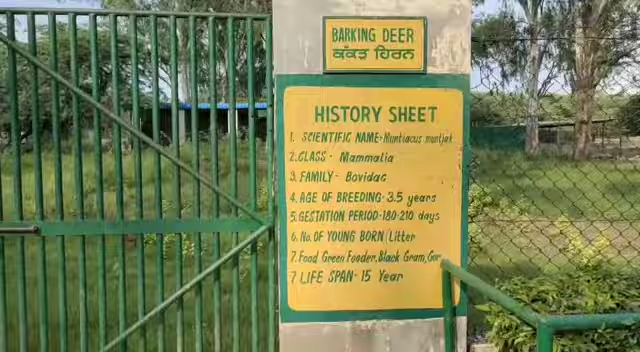 BARKING DEER
ਕੱਕੜ ਹਿਰਨ
HISTORY SHEET
1. SCIENTIFIC NAME-Muntiacus muntjak
2. CLASS - Mammalia
3. FAMILY - Bovidac
4. AGE OF BREEDING- 3.5 years
5. GESTATION PERIOD-180-210 days
6. No. OF YOUNG BORN/Litter
7. Food Green Fooder, Black Gram,
7 LIFE SPAN- 15 Year